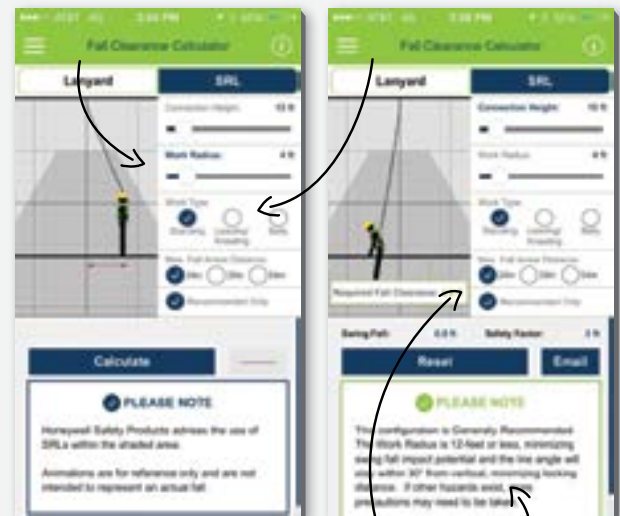 Fall Clearance Calculator
Lanyard
SRL
Connection Height:
10 ft
Work Radius:
4 ft
Work Type
Standing
Leaning/
Kneeling
Max. Fall Arrest Distance:
Recommended Only
Calculate
PLEASE NOTE
Honeywell Safety Products advises the use of
SRLs within the shaded area.
Animations are for reference only and are not
intended to represent an actual fall
Fall Clearance Calculator
Lanyard
SRL
Connection Height:
10 ft
Work Radius:
4 ft
Work Type
Standing
Leaning/
Kneeling
Max. Fall Arrest Distance:
Recommended Only
Required Fall Clearance:
Swing Fall:
Safety Factor:
Reset
Email
PLEASE NOTE
This configuration is Generally Recommended
The Work Radius is 12-feet or less, minimizing
swing fall impact potential and the line angle will
stay within 30° from vertical, minimizing locking
distance. If other hazards exist,
precautions may need to be taken